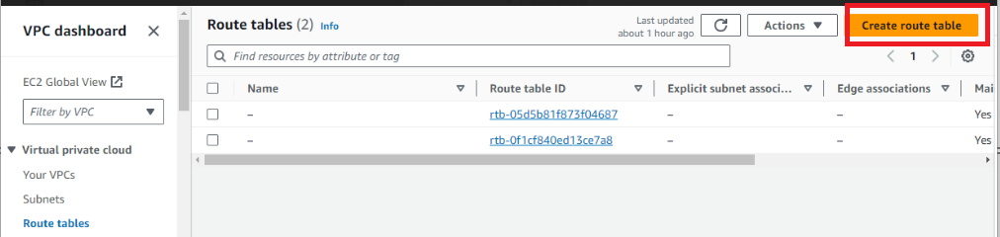 VPC dashboard
EC2 Global View
Filter by VPC
Virtual private cloud
Your VPCs
Subnets
Route tables
Route tables (2) Info
Last updated
about 1 hour ago
Actions
Create route table
Find resources by attribute or tag
1
Name Route table ID Explicit subnet associ... Edge associations Mai
– rtb-05d5b81f873f04687 – – Yes
– rtb-0f1cf840ed13ce7a8 – – Yes